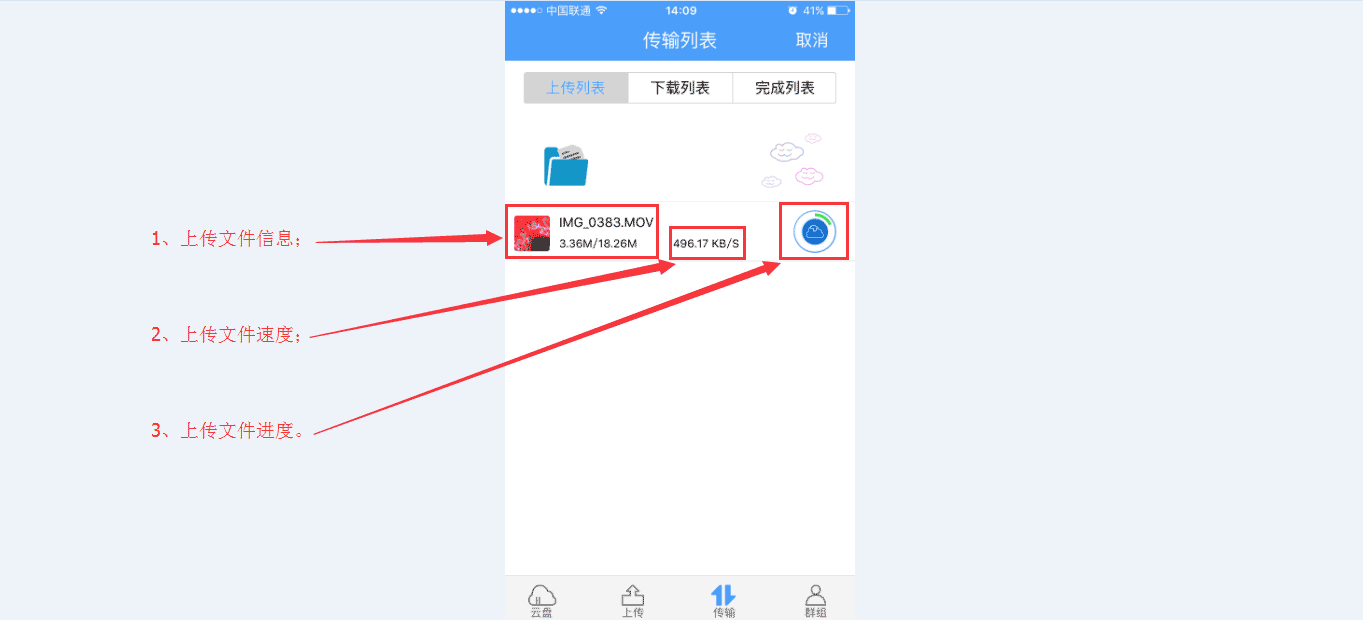 中国联通
14:09
41%
传输列表
取消
上传列表
下载列表
完成列表
IMG_0383.MOV
3.36M/18.26M
496.17 KB/S
1、上传文件信息；
2、上传文件速度；
3、上传文件进度。
云盘
上传
传输
群组